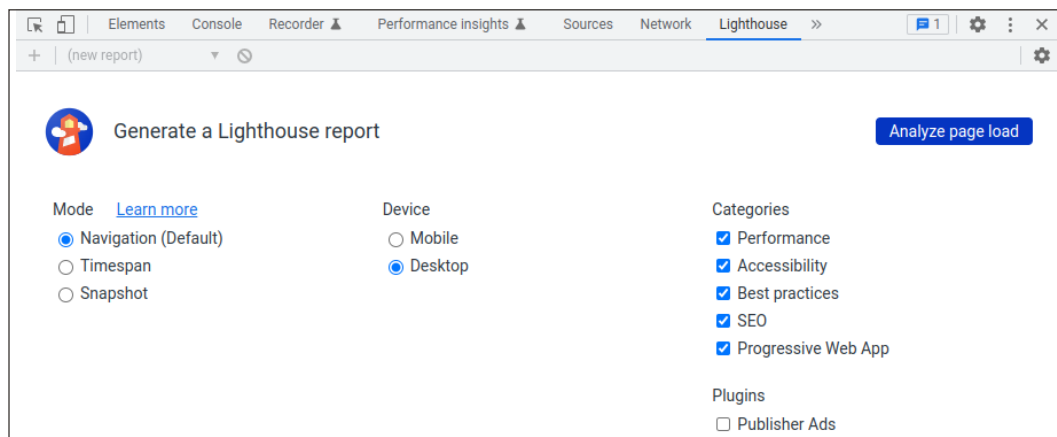 Elements Console Recorder Performance insights Sources Network Lighthouse » 1
+ (new report)
Generate a Lighthouse report
Analyze page load
Mode Learn more
Navigation (Default)
Timespan
Snapshot
Device
Mobile
Desktop
Categories
Performance
Accessibility
Best practices
SEO
Progressive Web App
Plugins
Publisher Ads